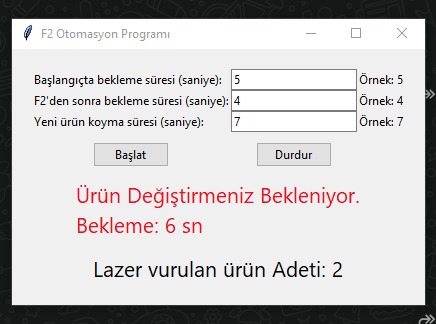 F2 Otomasyon Programı
Başlangıçta bekleme süresi (saniye): 5 Örnek: 5
F2'den sonra bekleme süresi (saniye): 4 Örnek: 4
Yeni ürün koyma süresi (saniye): 7 Örnek: 7
Başlat Durdur
Ürün Değiştirmeniz Bekleniyor.
Bekleme: 6 sn
Lazer vurulan ürün Adeti: 2